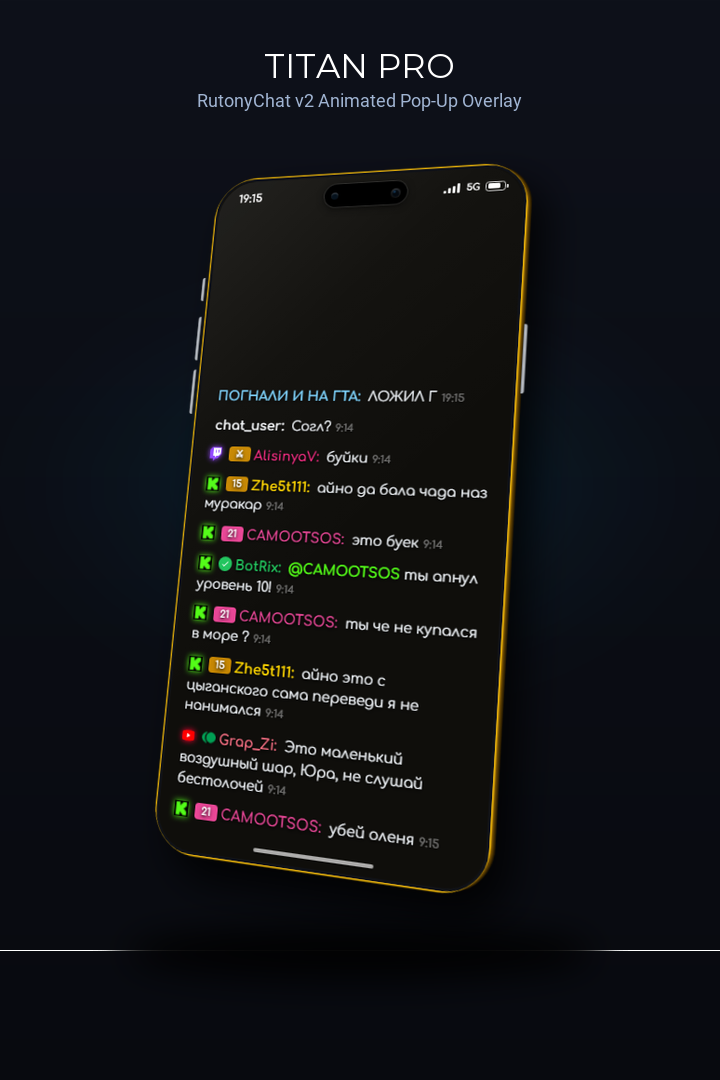 TITAN PRO
RutonyChat v2 Animated Pop-Up Overlay
19:15
5G
ПОГНАЛИ И НА ГТА: ЛОЖИЛ Г 19:15
chat_user: Согл? 9:14
AlisinyaV: буйки 9:14
K 15 Zhe5t111: айно да бала чада наз
муракар 9:14
K 21 CAMOOTSOS: это буек 9:14
K BotRix: @CAMOOTSOS ты апнул
уровень 10! 9:14
K 21 CAMOOTSOS: ты че не купался
в море ? 9:14
K 15 Zhe5t111: айно это с
цыганского сама переведи я не
нанимался 9:14
Grap_Zi: Это маленький
воздушный шар, Юра, не слушай
бестолочей 9:14
K 21 CAMOOTSOS: убей оленя 9:15